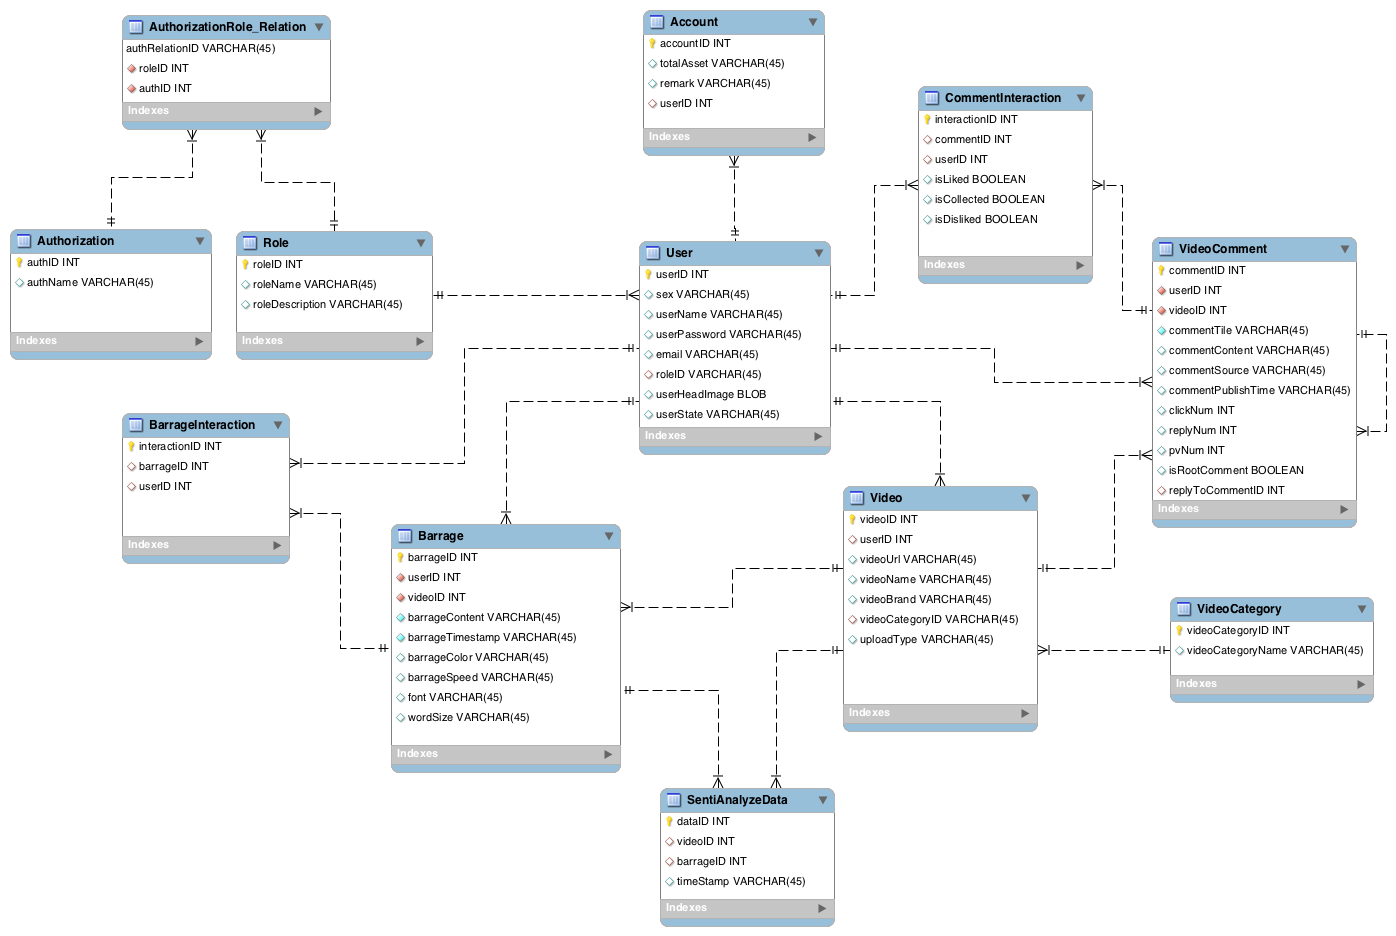 AuthorizationRole_Relation
authRelationID VARCHAR(45)
roleID INT
authID INT
Indexes
Account
accountID INT
totalAsset VARCHAR(45)
remark VARCHAR(45)
userID INT
Indexes
CommentInteraction
interactionID INT
commentID INT
userID INT
isLiked BOOLEAN
isCollected BOOLEAN
isDisliked BOOLEAN
Indexes
Authorization
authID INT
authName VARCHAR(45)
Indexes
Role
roleID INT
roleName VARCHAR(45)
roleDescription VARCHAR(45)
Indexes
User
userID INT
sex VARCHAR(45)
userName VARCHAR(45)
userPassword VARCHAR(45)
email VARCHAR(45)
roleID VARCHAR(45)
userHeadImage BLOB
userState VARCHAR(45)
Indexes
VideoComment
commentID INT
userID INT
videoID INT
commentTile VARCHAR(45)
commentContent VARCHAR(45)
commentSource VARCHAR(45)
commentPublishTime VARCHAR(45)
clickNum INT
replyNum INT
pvNum INT
isRootComment BOOLEAN
replyToCommentID INT
Indexes
BarrageInteraction
interactionID INT
barrageID INT
userID INT
Indexes
Barrage
barrageID INT
userID INT
videoID INT
barrageContent VARCHAR(45)
barrageTimestamp VARCHAR(45)
barrageColor VARCHAR(45)
barrageSpeed VARCHAR(45)
font VARCHAR(45)
wordSize VARCHAR(45)
Indexes
Video
videoID INT
userID INT
videoUrl VARCHAR(45)
videoName VARCHAR(45)
videoBrand VARCHAR(45)
videoCategoryID VARCHAR(45)
uploadType VARCHAR(45)
Indexes
VideoCategory
videoCategoryID INT
videoCategoryName VARCHAR(45)
Indexes
SentiAnalyzeData
dataID INT
videoID INT
barrageID INT
timeStamp VARCHAR(45)
Indexes